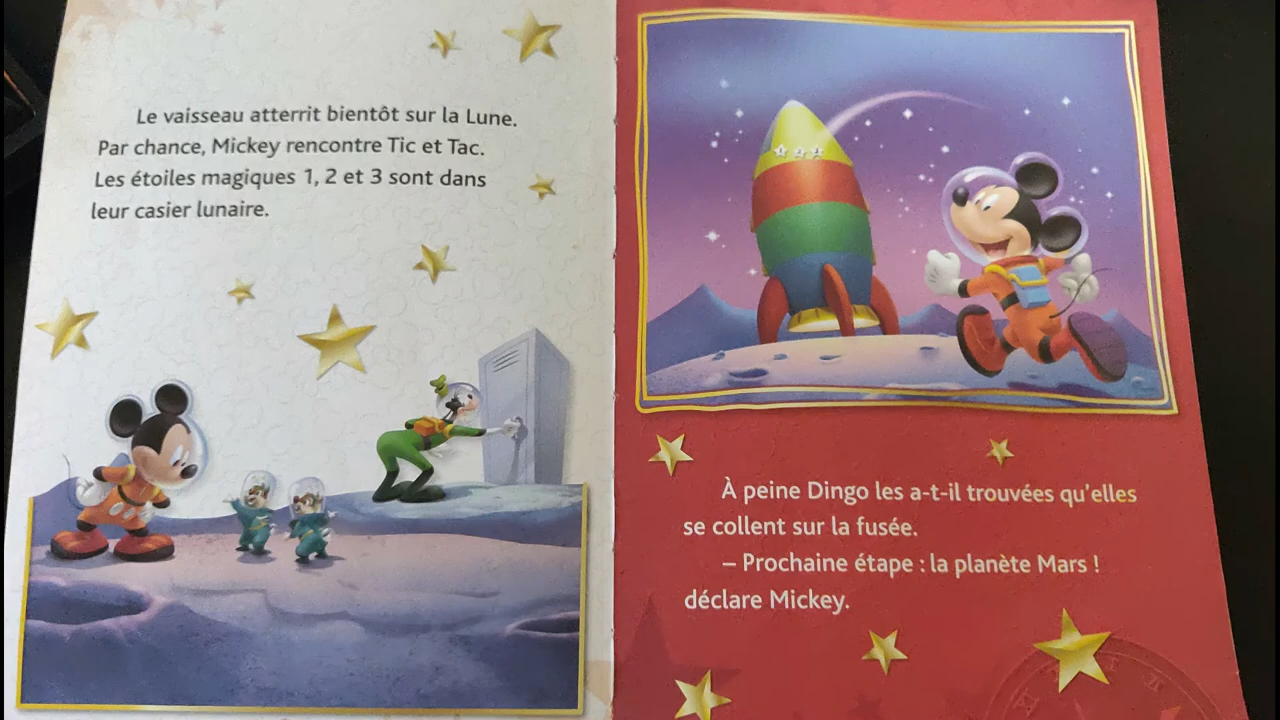 Le vaisseau atterrit bientôt sur la Lune.
Par chance, Mickey rencontre Tic et Tac.
Les étoiles magiques 1, 2 et 3 sont dans
leur casier lunaire.
À peine Dingo les a-t-il trouvées qu'elles
se collent sur la fusée.
– Prochaine étape : la planète Mars !
déclare Mickey.